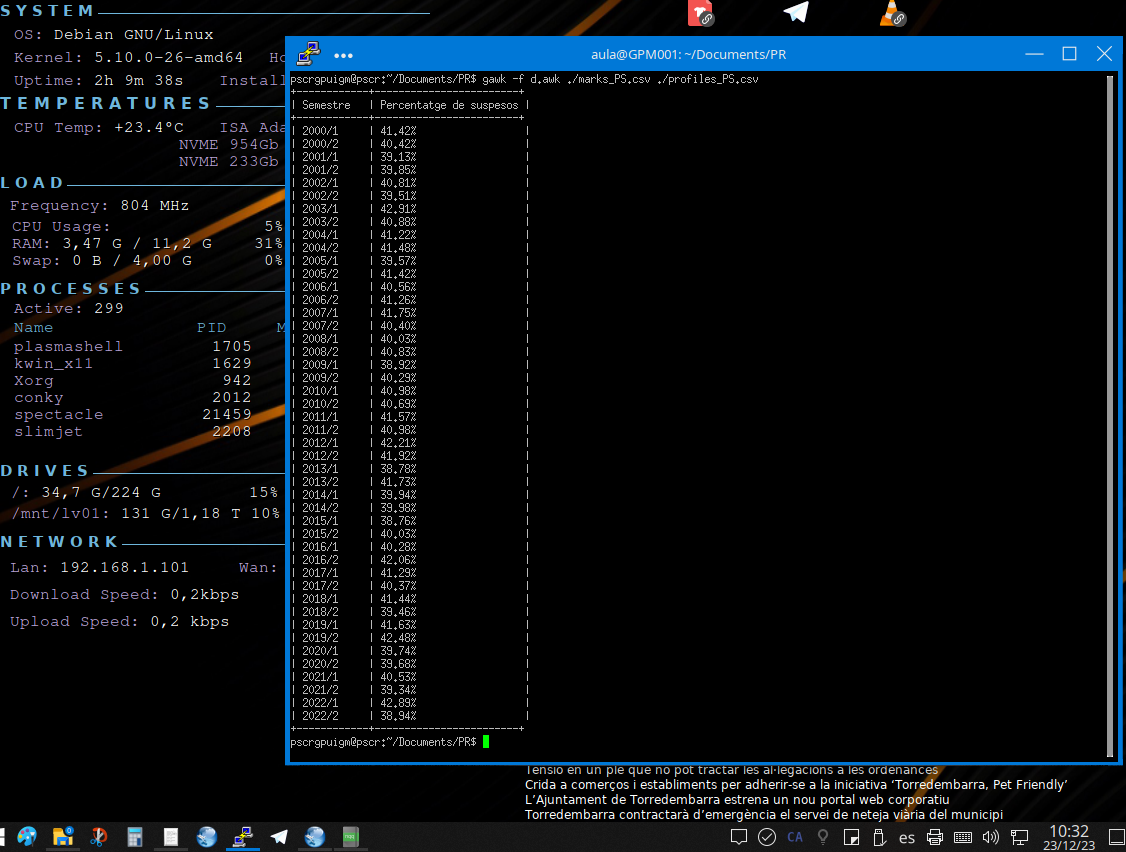 SYSTEM
OS: Debian GNU/Linux
Kernel: 5.10.0-26-amd64 Ho
Uptime: 2h 9m 38s Install
TEMPERATURES
CPU Temp: +23.4ºC ISA Ada
NVME 954Gb
NVME 233Gb
LOAD
Frequency: 804 MHz
CPU Usage: 5%
RAM: 3,47 G / 11,2 G 31%
Swap: 0 B / 4,00 G 0%
PROCESSES
Active: 299
Name PID M
plasmashell 1705
kwin_x11 1629
Xorg 942
conky 2012
spectacle 21459
slimjet 2208
DRIVES
/: 34,7 G/224 G 15%
/mnt/lv01: 131 G/1,18 T 10%
NETWORK
Lan: 192.168.1.101 Wan:
Download Speed: 0,2kbps
Upload Speed: 0,2 kbps
aula@GPM001: ~/Documents/PR
pscrgpuigm@pscr:~/Documents/PR$ gawk -f d.awk ./marks_PS.csv ./profiles_PS.csv
+------------+------------------------+
| Semestre | Percentatge de suspesos |
+------------+------------------------+
| 2000/1 | 41.42% |
| 2000/2 | 40.42% |
| 2001/1 | 39.13% |
| 2001/2 | 39.85% |
| 2002/1 | 40.81% |
| 2002/2 | 39.51% |
| 2003/1 | 42.91% |
| 2003/2 | 40.88% |
| 2004/1 | 41.22% |
| 2004/2 | 41.48% |
| 2005/1 | 39.57% |
| 2005/2 | 41.42% |
| 2006/1 | 40.56% |
| 2006/2 | 41.26% |
| 2007/1 | 41.75% |
| 2007/2 | 40.40% |
| 2008/1 | 40.03% |
| 2008/2 | 40.83% |
| 2009/1 | 38.92% |
| 2009/2 | 40.29% |
| 2010/1 | 40.98% |
| 2010/2 | 40.69% |
| 2011/1 | 41.57% |
| 2011/2 | 40.98% |
| 2012/1 | 42.21% |
| 2012/2 | 41.92% |
| 2013/1 | 38.78% |
| 2013/2 | 41.73% |
| 2014/1 | 39.94% |
| 2014/2 | 39.98% |
| 2015/1 | 38.76% |
| 2015/2 | 40.03% |
| 2016/1 | 40.28% |
| 2016/2 | 42.06% |
| 2017/1 | 41.29% |
| 2017/2 | 40.37% |
| 2018/1 | 41.44% |
| 2018/2 | 39.46% |
| 2019/1 | 41.63% |
| 2019/2 | 42.48% |
| 2020/1 | 39.74% |
| 2020/2 | 39.68% |
| 2021/1 | 40.53% |
| 2021/2 | 39.34% |
| 2022/1 | 42.89% |
| 2022/2 | 38.94% |
+------------+------------------------+
pscrgpuigm@pscr:~/Documents/PR$
Tensió en un ple que no pot tractar les al·legacions a les ordenances
Crida a comerços i establiments per adherir-se a la iniciativa ‘Torredembarra, Pet Friendly’
L’Ajuntament de Torredembarra estrena un nou portal web corporatiu
Torredembarra contractarà d’emergència el servei de neteja viària del municipi
CA es 10:32
23/12/23